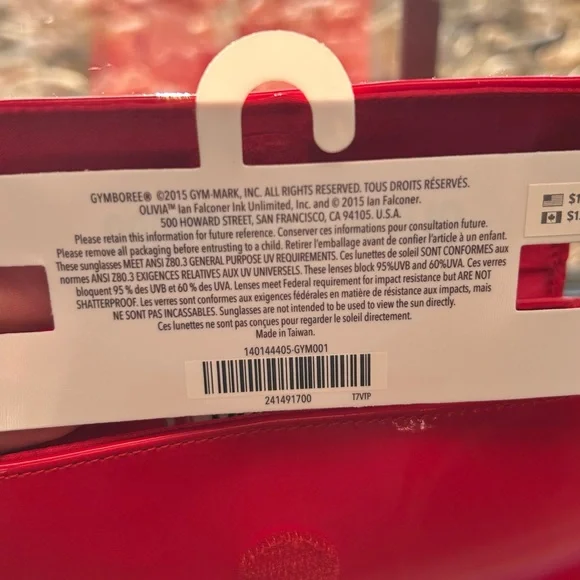 GYMBOREE® ©2015 GYM-MARK, INC. ALL RIGHTS RESERVED. TOUS DROITS RÉSERVÉS.
OLIVIA™ Ian Falconer Ink Unlimited, Inc. and © 2015 Ian Falconer.
500 HOWARD STREET, SAN FRANCISCO, CA 94105. U.S.A.
Please retain this information for future reference. Conserver ces informations pour consultation future.
Please remove all packaging before entrusting to a child. Retirer l'emballage avant de confier l'article à un enfant.
These sunglasses MEET ANSI Z80.3 GENERAL PURPOSE UV REQUIREMENTS. Ces lunettes de soleil SONT CONFORMES aux
normes ANSI Z80.3 EXIGENCES RELATIVES AUX UV UNIVERSELS. These lenses block 95%UVB and 60%UVA. Ces verres
bloquent 95 % des UVB et 60 % des UVA. Lenses meet Federal requirement for impact resistance but ARE NOT
SHATTERPROOF. Les verres sont conformes aux exigences fédérales en matière de résistance aux impacts, mais
NE SONT PAS INCASSABLES. Sunglasses are not intended to be used to view the sun directly.
Ces lunettes ne sont pas conçues pour regarder le soleil directement.
Made in Taiwan.
140144405-GYM001
241491700 T7VTP
$1
$1